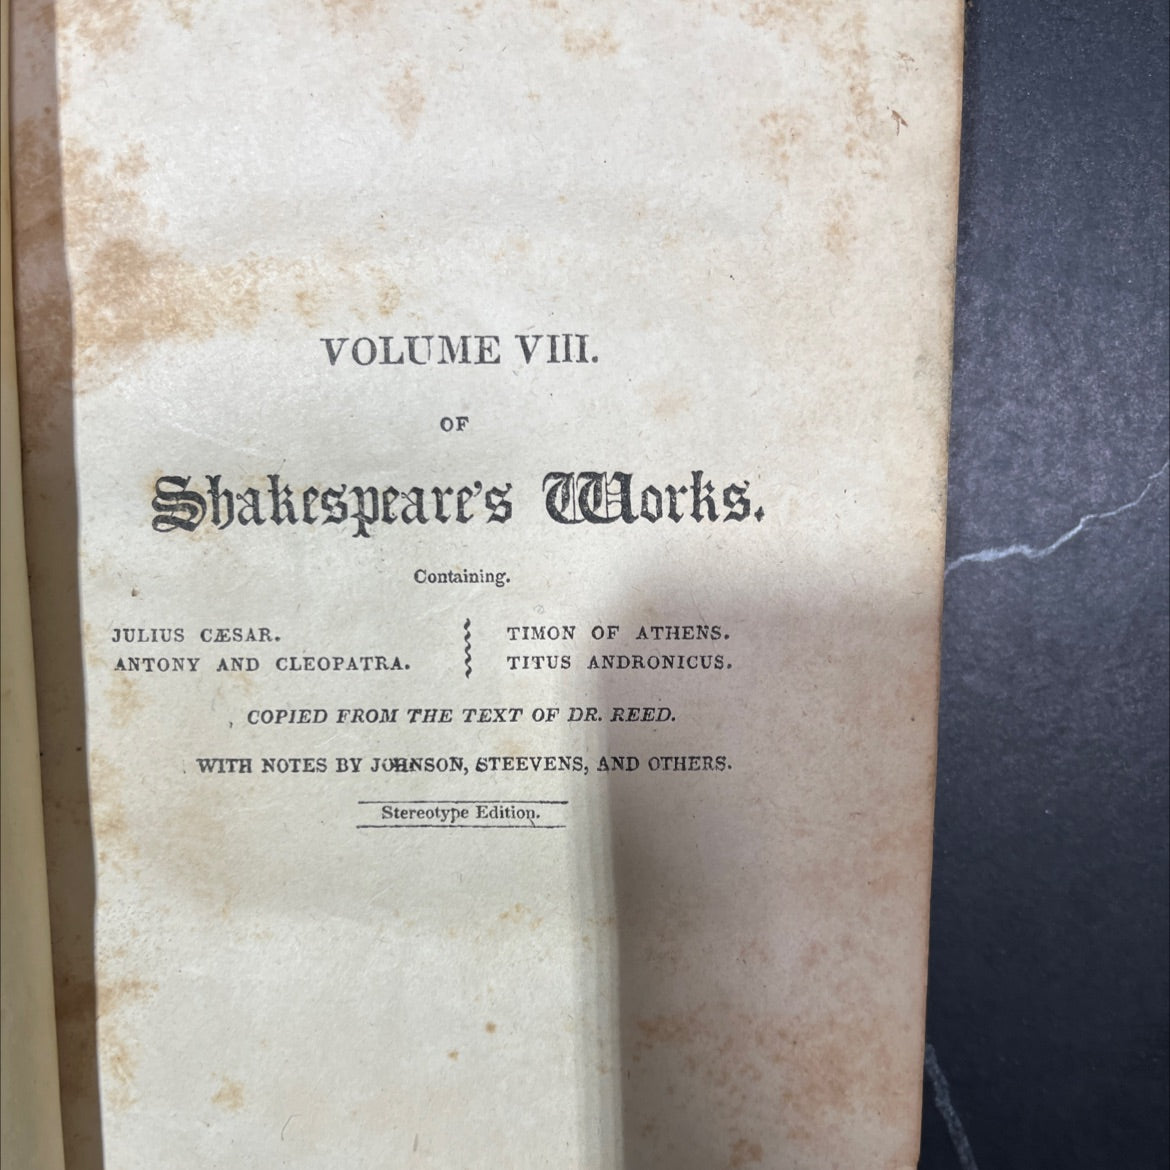 VOLUME VIII.
OF
Shakespeare's Works.
Containing.
JULIUS CÆSAR.
ANTONY AND CLEOPATRA.
TIMON OF ATHENS.
TITUS ANDRONICUS.
COPIED FROM THE TEXT OF DR. REED.
WITH NOTES BY JOHNSON, STEEVENS, AND OTHERS.
Stereotype Edition.